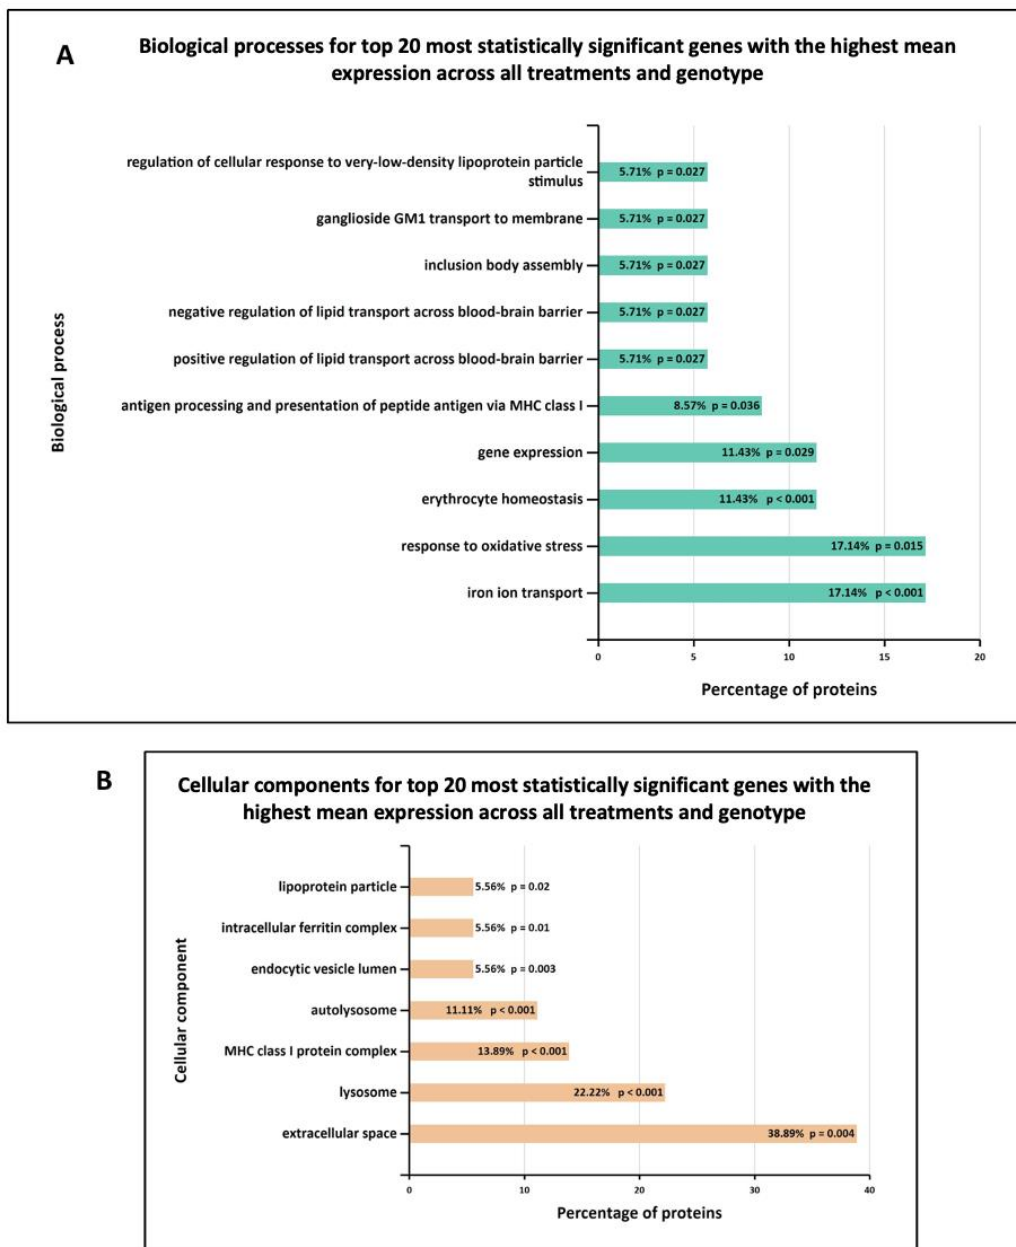 A
Biological processes for top 20 most statistically significant genes with the highest mean
expression across all treatments and genotype
Biological process
regulation of cellular response to very-low-density lipoprotein particle
stimulus
5.71% p = 0.027
ganglioside GM1 transport to membrane
5.71% p = 0.027
inclusion body assembly
5.71% p = 0.027
negative regulation of lipid transport across blood-brain barrier
5.71% p = 0.027
positive regulation of lipid transport across blood-brain barrier
5.71% p = 0.027
antigen processing and presentation of peptide antigen via MHC class I
8.57% p = 0.036
gene expression
11.43% p = 0.029
erythrocyte homeostasis
11.43% p < 0.001
response to oxidative stress
17.14% p = 0.015
iron ion transport
17.14% p < 0.001
0 5 10 15 20
Percentage of proteins
B
Cellular components for top 20 most statistically significant genes with the
highest mean expression across all treatments and genotype
Cellular component
lipoprotein particle
5.56% p = 0.02
intracellular ferritin complex
5.56% p = 0.01
endocytic vesicle lumen
5.56% p = 0.003
autolysosome
11.11% p < 0.001
MHC class I protein complex
13.89% p < 0.001
lysosome
22.22% p < 0.001
extracellular space
38.89% p = 0.004
0 10 20 30 40
Percentage of proteins